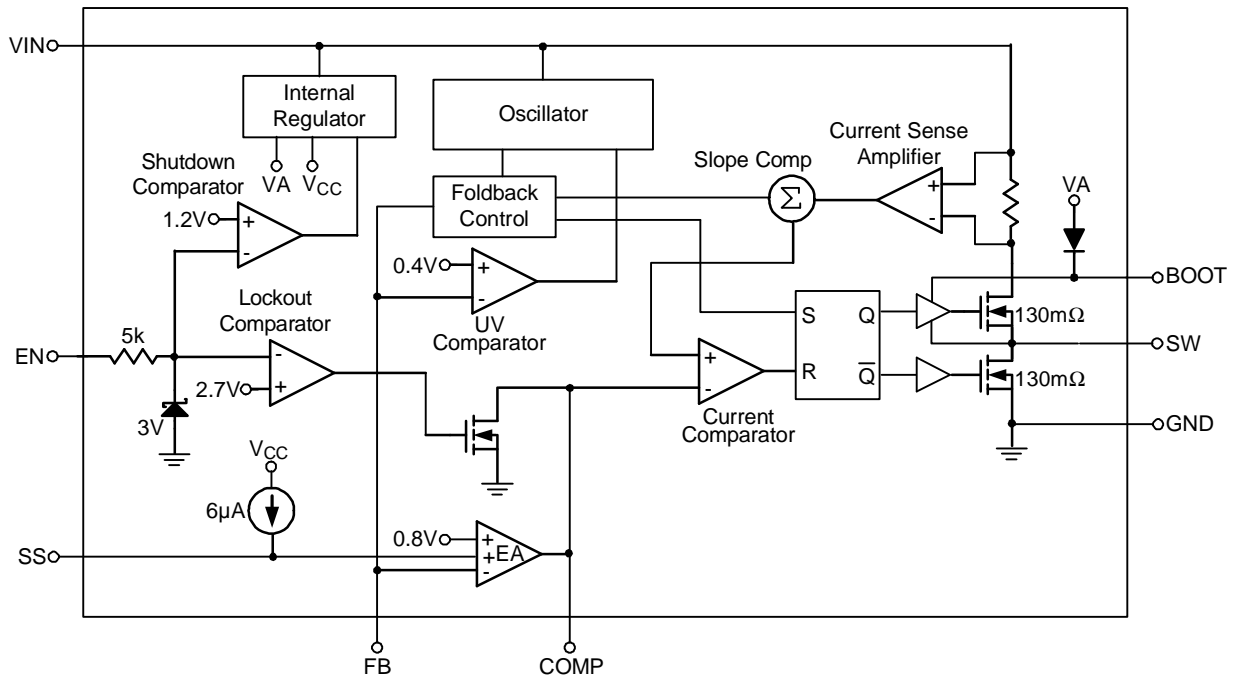 VIN
Internal
Regulator
Oscillator
Shutdown
Comparator
VA
VCC
Foldback
Control
Slope Comp
Σ
Current Sense
Amplifier
+
-
VA
1.2V
+
-
0.4V
+
-
UV
Comparator
BOOT
Lockout
Comparator
S
Q
130mΩ
SW
5k
EN
-
2.7V
+
+
-
Current
Comparator
R
Q̅
130mΩ
3V
GND
VCC
6µA
SS
0.8V
+
+
-
EA
FB
COMP